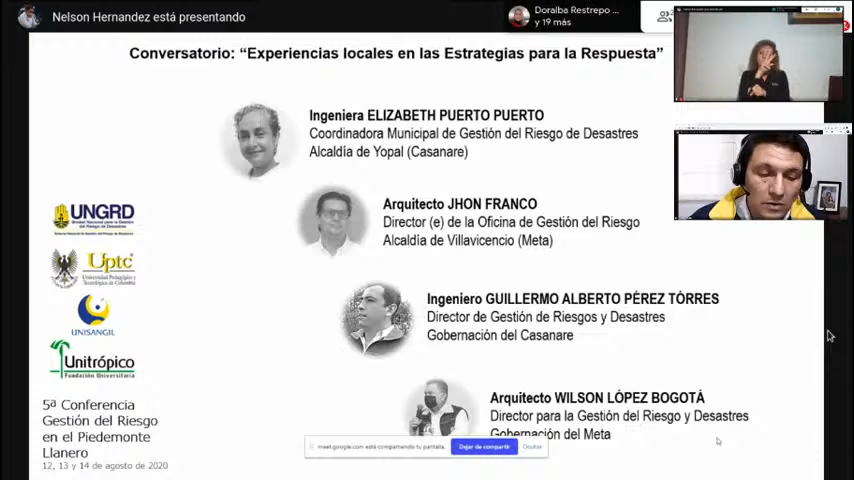 Nelson Hernandez está presentando
Doralba Restrepo ...
y 19 más
Conversatorio: “Experiencias locales en las Estrategias para la Respuesta”
Ingeniera ELIZABETH PUERTO PUERTO
Coordinadora Municipal de Gestión del Riesgo de Desastres
Alcaldía de Yopal (Casanare)
Arquitecto JHON FRANCO
Director (e) de la Oficina de Gestión del Riesgo
Alcaldía de Villavicencio (Meta)
Ingeniero GUILLERMO ALBERTO PÉREZ TÓRRES
Director de Gestión de Riesgos y Desastres
Gobernación del Casanare
Arquitecto WILSON LÓPEZ BOGOTÁ
Director para la Gestión del Riesgo y Desastres
Gobernación del Meta
UNGRD
Uptc
Universidad Pedagógica y
Tecnológica de Colombia
UNISANGIL
Unitrópico
Fundación Universitaria
5ª Conferencia
Gestión del Riesgo
en el Piedemonte
Llanero
12, 13 y 14 de agosto de 2020
meet.google.com está compartiendo tu pantalla.
Dejar de compartir
Ocultar